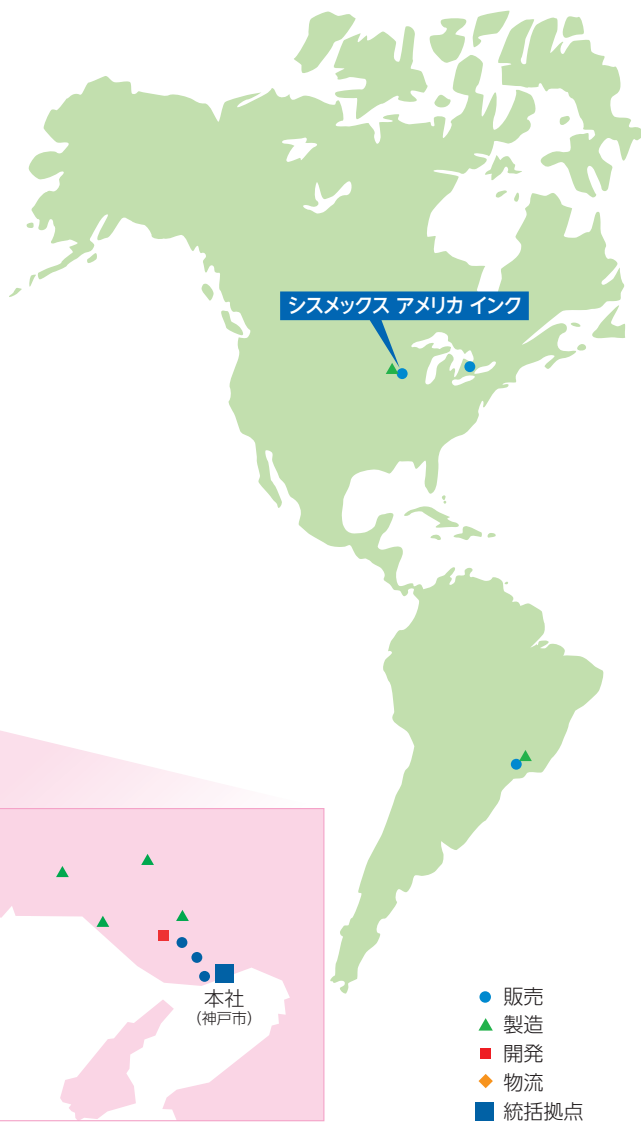 シスメックス アメリカ インク
本社
(神戸市)
販売
製造
開発
物流
統括拠点